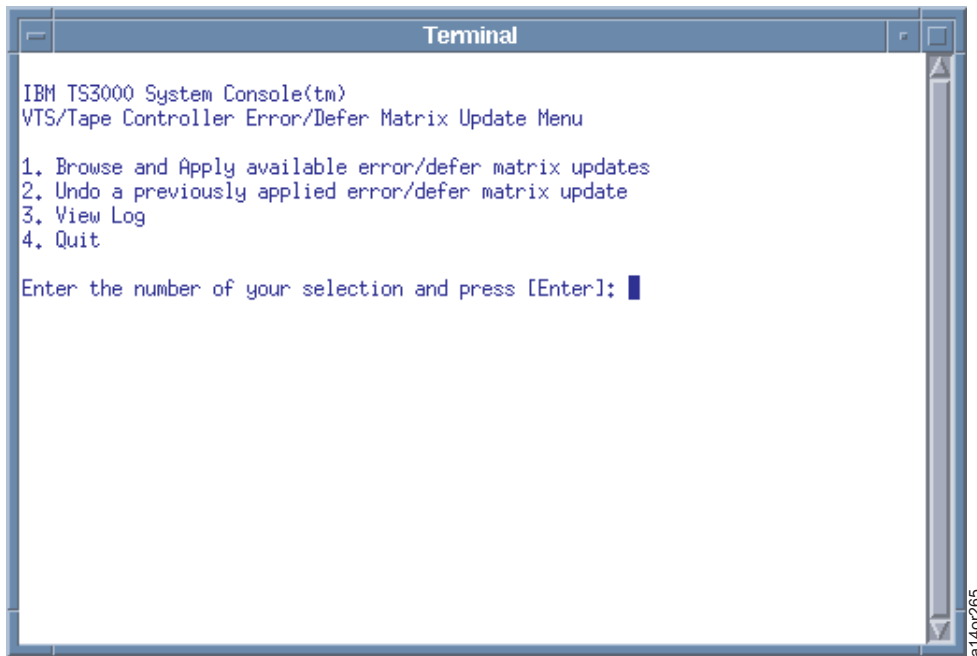 Terminal
IBM TS3000 System Console(tm)
VTS/Tape Controller Error/Defer Matrix Update Menu
1. Browse and Apply available error/defer matrix updates
2. Undo a previously applied error/defer matrix update
3. View Log
4. Quit
Enter the number of your selection and press [Enter]:
e14or265